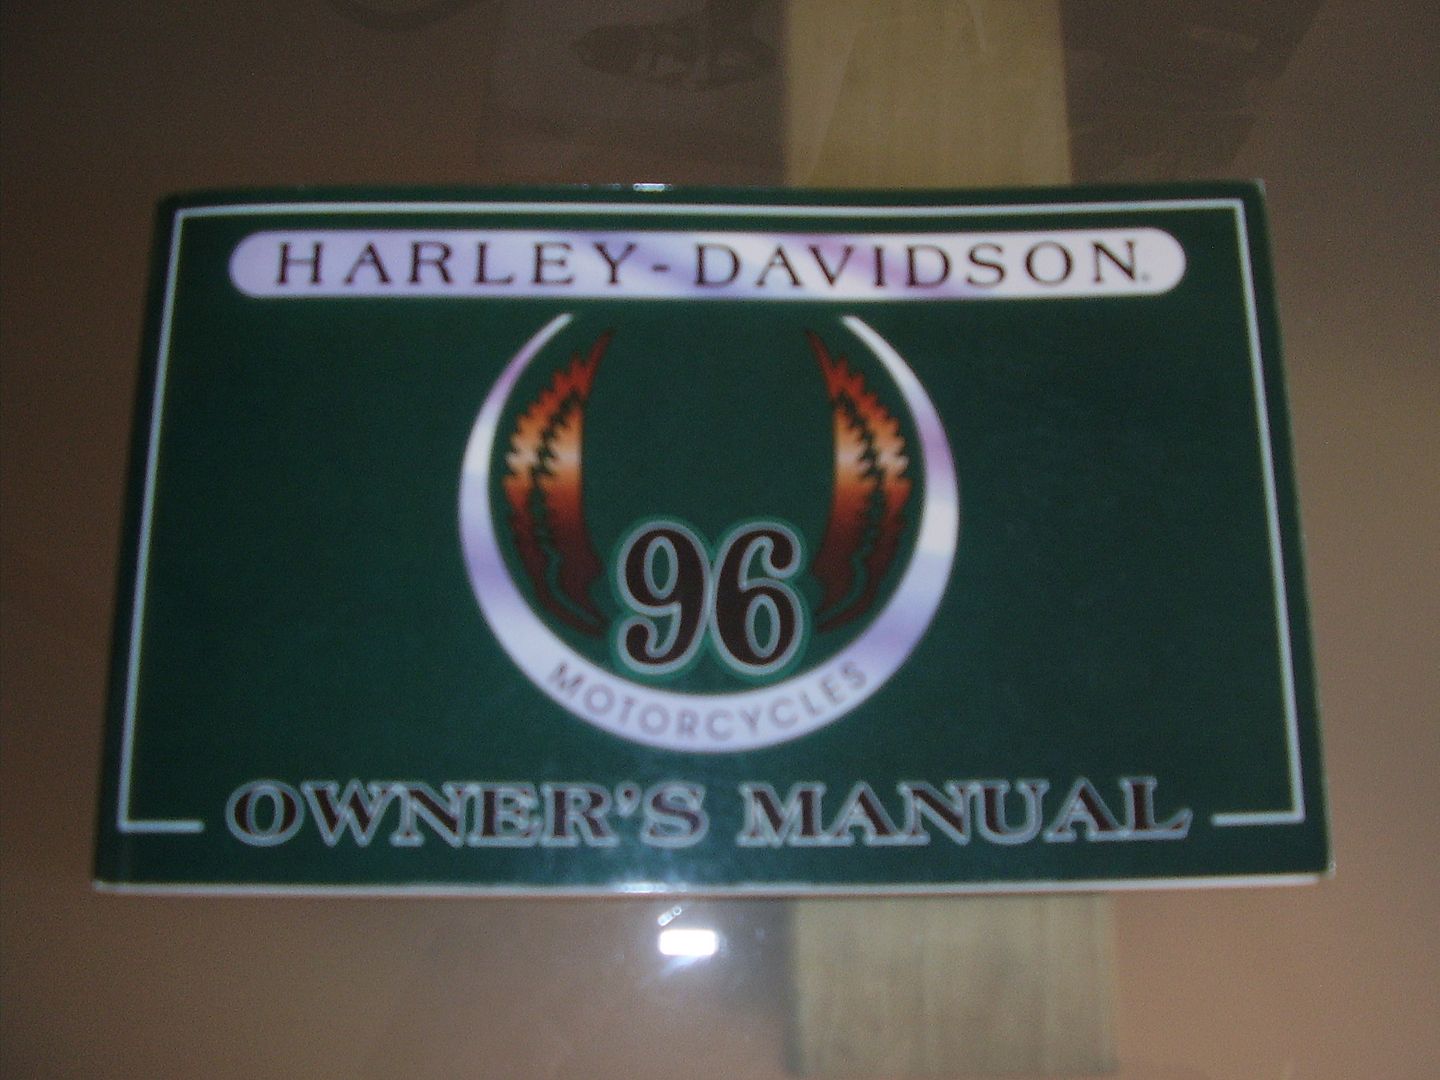 HARLEY-DAVIDSON.
96
MOTORCYCLES
OWNER'S MANUAL